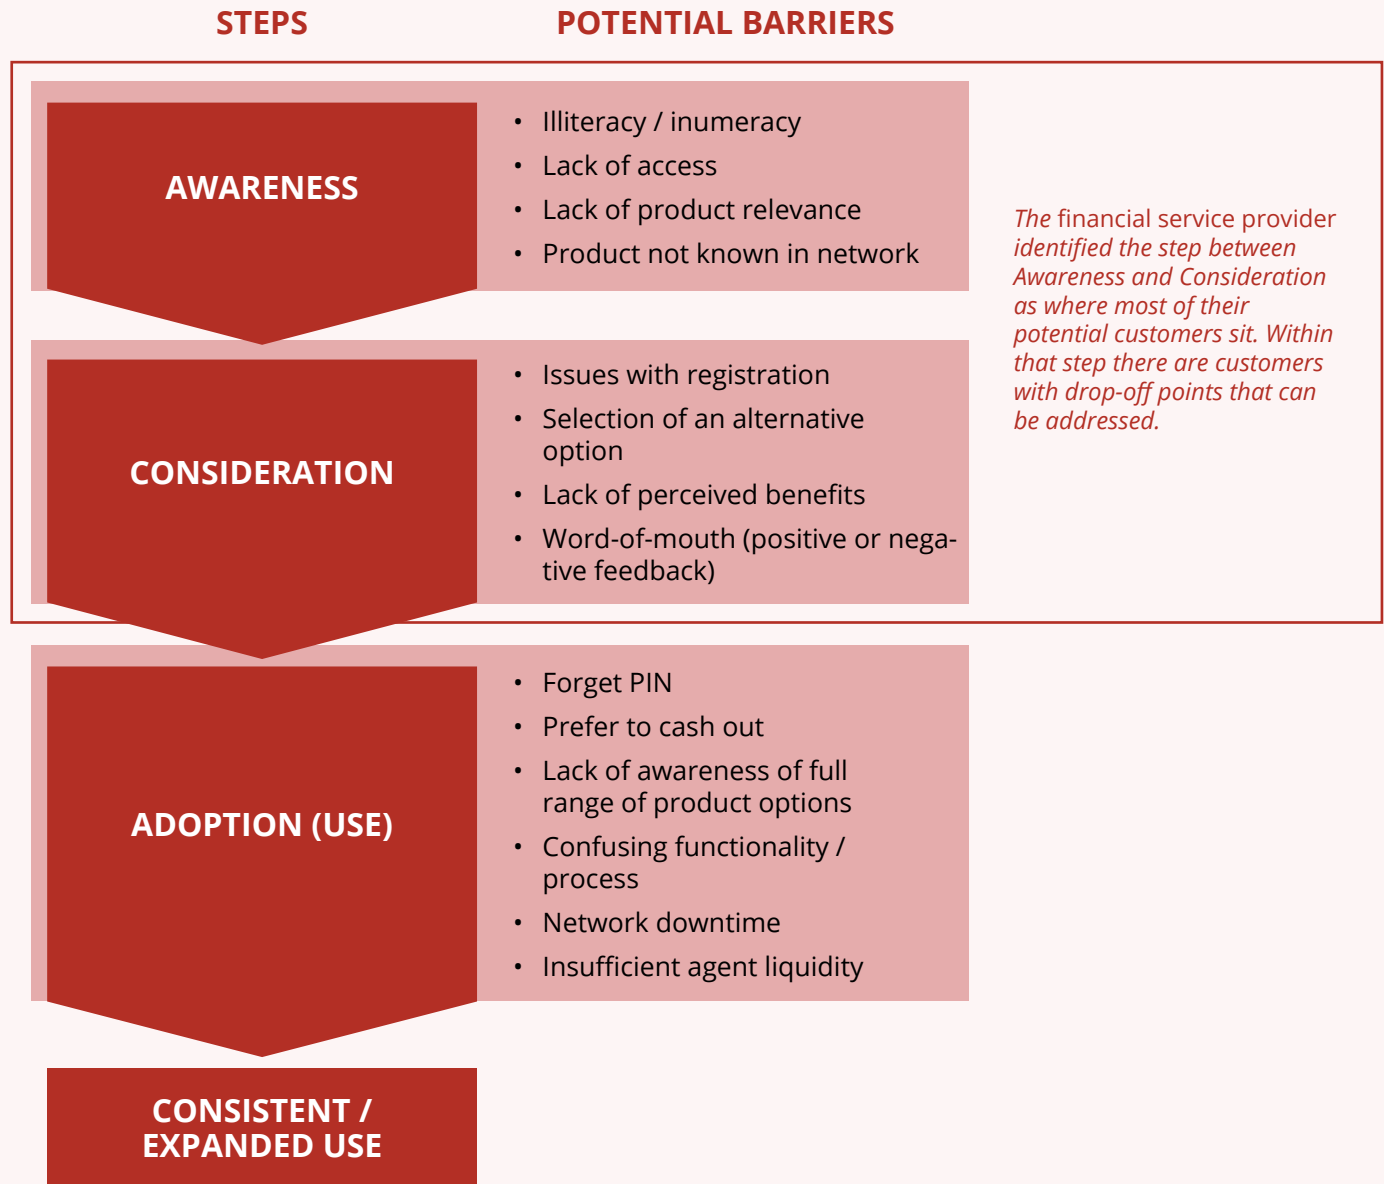 STEPS
POTENTIAL BARRIERS
AWARENESS
• Illiteracy / inumeracy
• Lack of access
• Lack of product relevance
• Product not known in network
The financial service provider
identified the step between
Awareness and Consideration
as where most of their
potential customers sit. Within
that step there are customers
with drop-off points that can
be addressed.
CONSIDERATION
• Issues with registration
• Selection of an alternative
option
• Lack of perceived benefits
• Word-of-mouth (positive or nega-
tive feedback)
ADOPTION (USE)
• Forget PIN
• Prefer to cash out
• Lack of awareness of full
range of product options
• Confusing functionality /
process
• Network downtime
• Insufficient agent liquidity
CONSISTENT /
EXPANDED USE